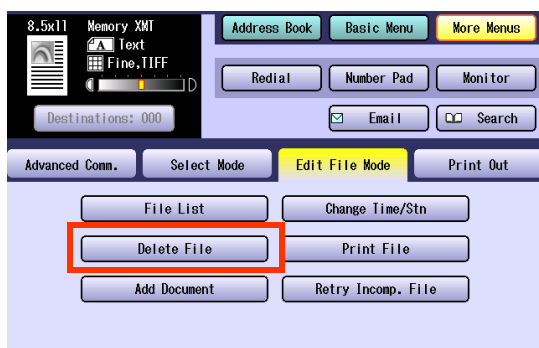 8.5x11 Memory XMT
A Text
Fine,TIFF
D
Destinations: 000
Address Book Basic Menu More Menus
Redial Number Pad Monitor
Email Search
Advanced Comm. Select Mode Edit File Mode Print Out
File List Change Time/Stn
Delete File Print File
Add Document Retry Incomp. File